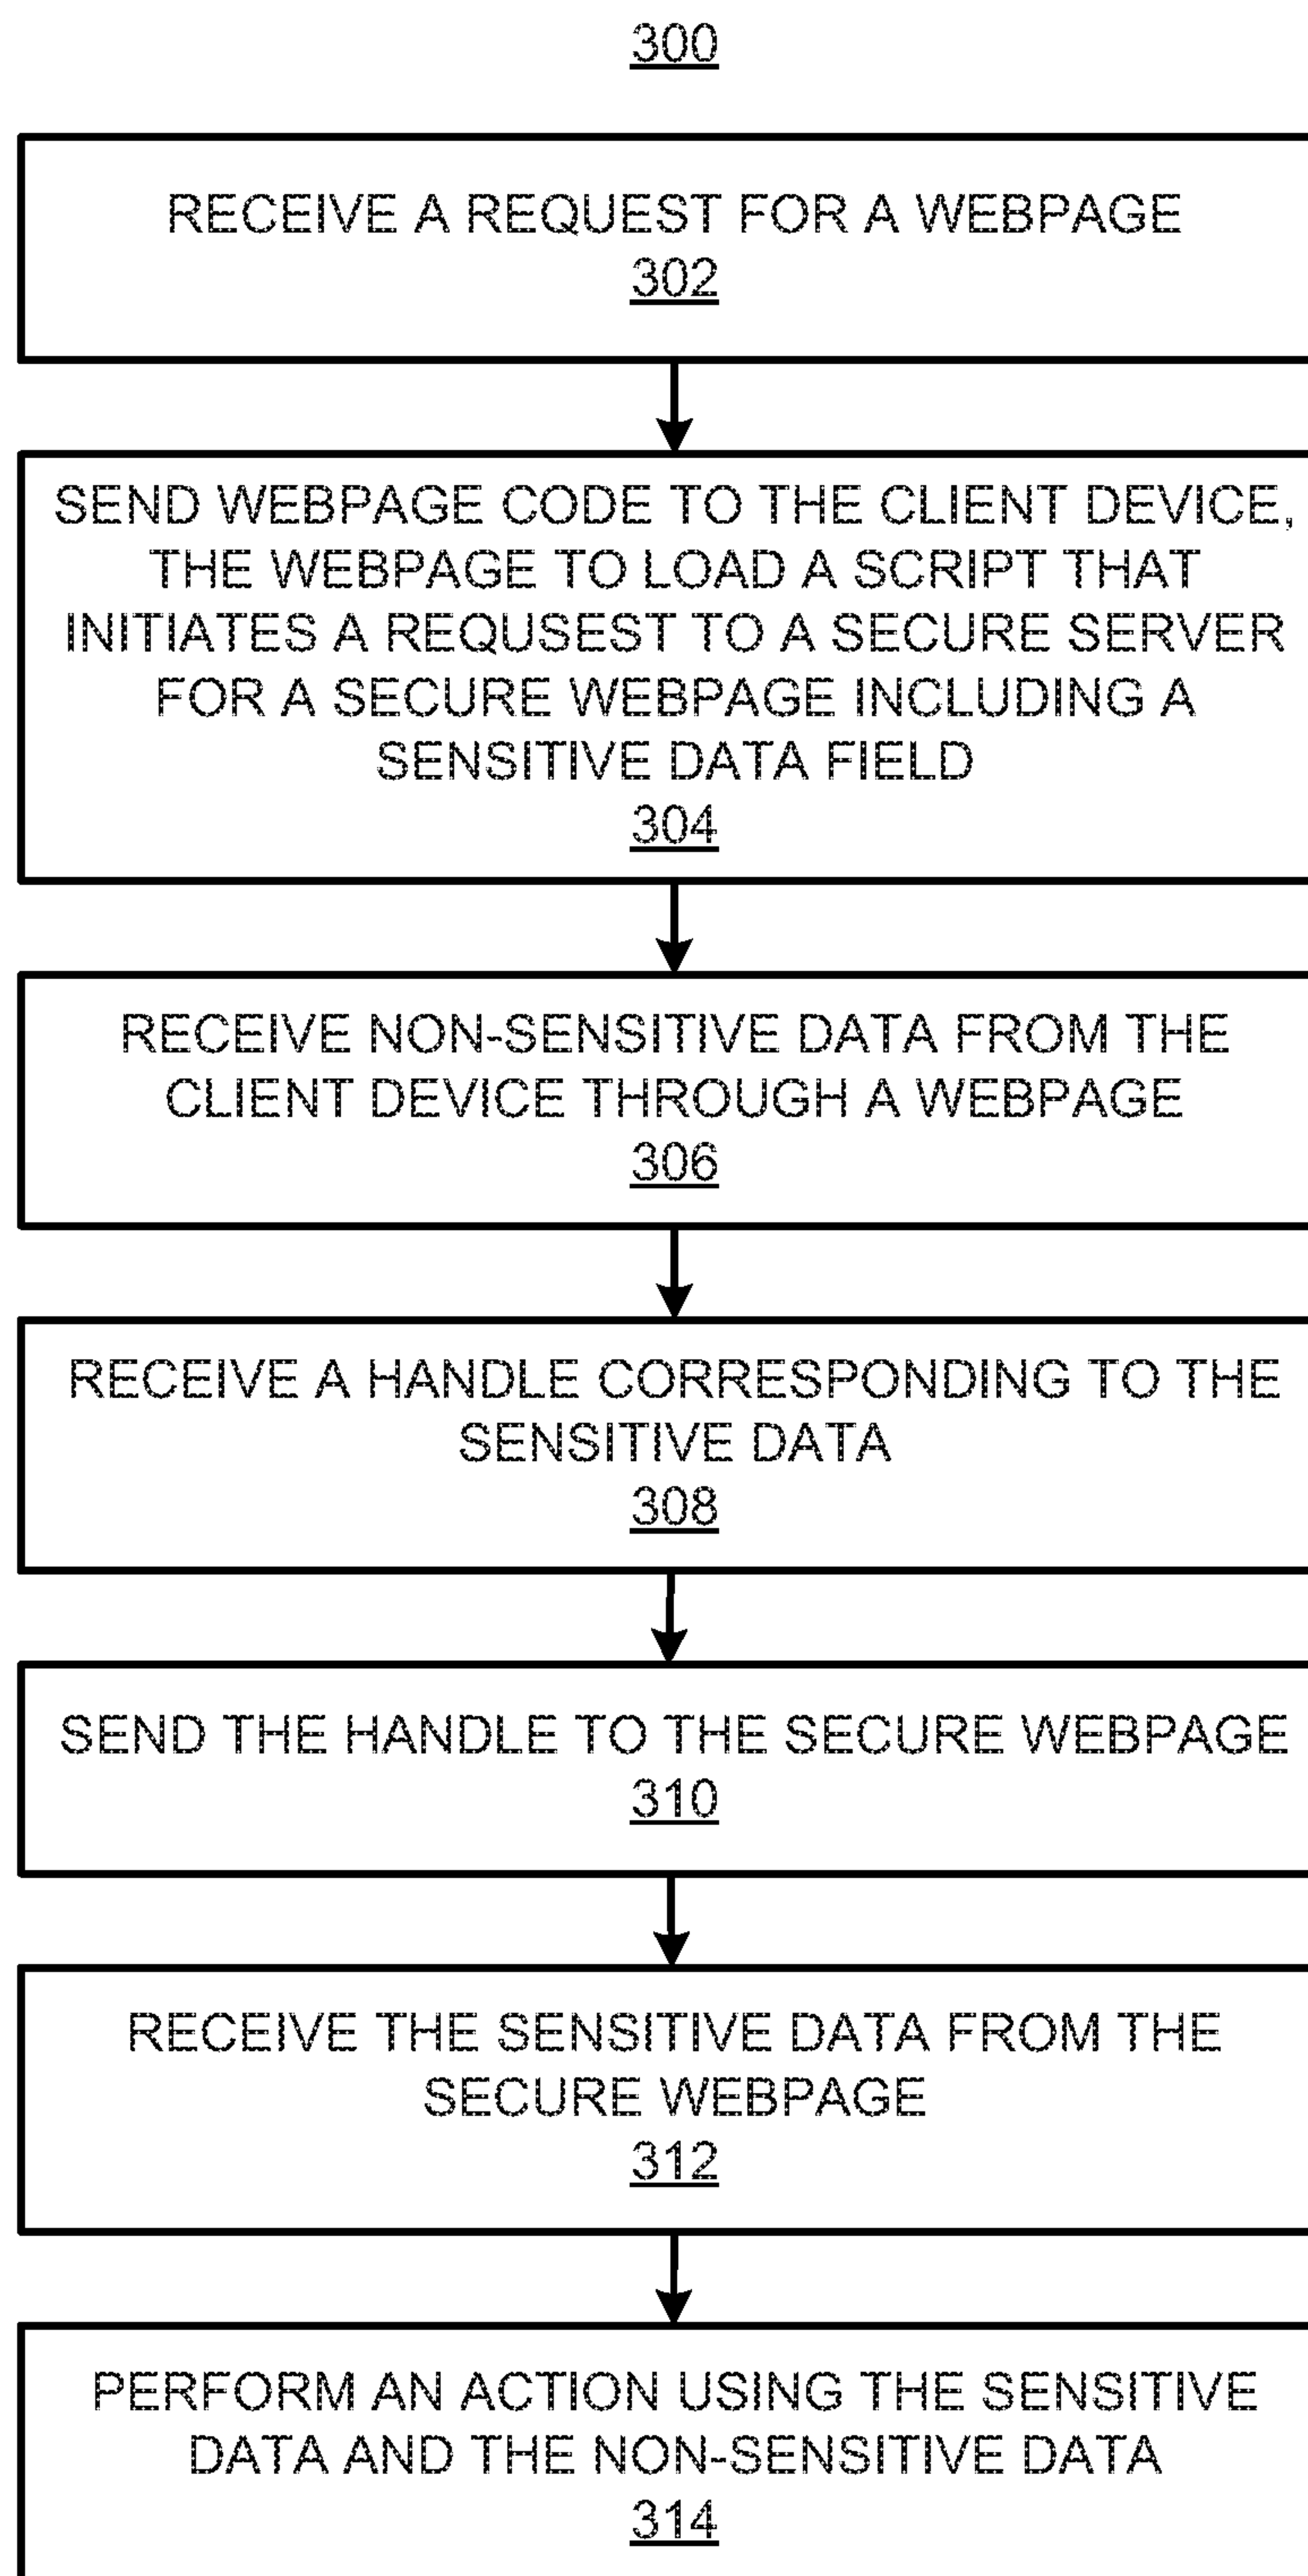 300
RECEIVE A REQUEST FOR A WEBPAGE
302
SEND WEBPAGE CODE TO THE CLIENT DEVICE,
THE WEBPAGE TO LOAD A SCRIPT THAT
INITIATES A REQUSEST TO A SECURE SERVER
FOR A SECURE WEBPAGE INCLUDING A
SENSITIVE DATA FIELD
304
RECEIVE NON-SENSITIVE DATA FROM THE
CLIENT DEVICE THROUGH A WEBPAGE
306
RECEIVE A HANDLE CORRESPONDING TO THE
SENSITIVE DATA
308
SEND THE HANDLE TO THE SECURE WEBPAGE
310
RECEIVE THE SENSITIVE DATA FROM THE
SECURE WEBPAGE
312
PERFORM AN ACTION USING THE SENSITIVE
DATA AND THE NON-SENSITIVE DATA
314